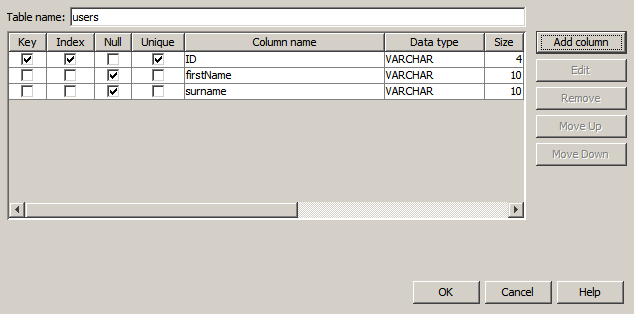 Table name: users
Key Index Null Unique Column name Data type Size
ID VARCHAR 4
firstName VARCHAR 10
surname VARCHAR 10
Add column
Edit
Remove
Move Up
Move Down
OK Cancel Help